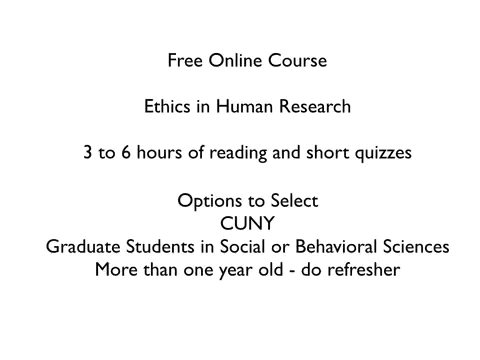 Free Online Course
Ethics in Human Research
3 to 6 hours of reading and short quizzes
Options to Select
CUNY
Graduate Students in Social or Behavioral Sciences
More than one year old - do refresher